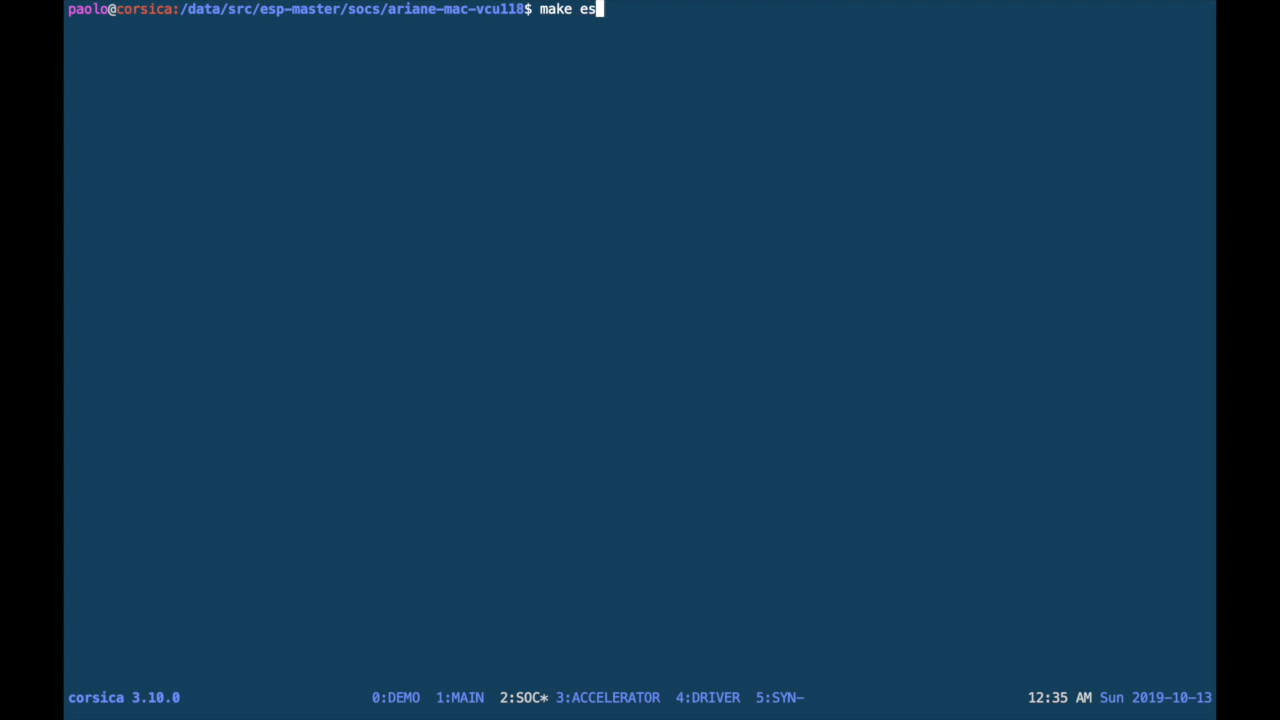 paolo@corsica:/data/src/esp-master/socs/ariane-mac-vcu118$ make es
corsica 3.10.0 0:DEMO 1:MAIN 2:SOC* 3:ACCELERATOR 4:DRIVER 5:SYN- 12:35 AM Sun 2019-10-13